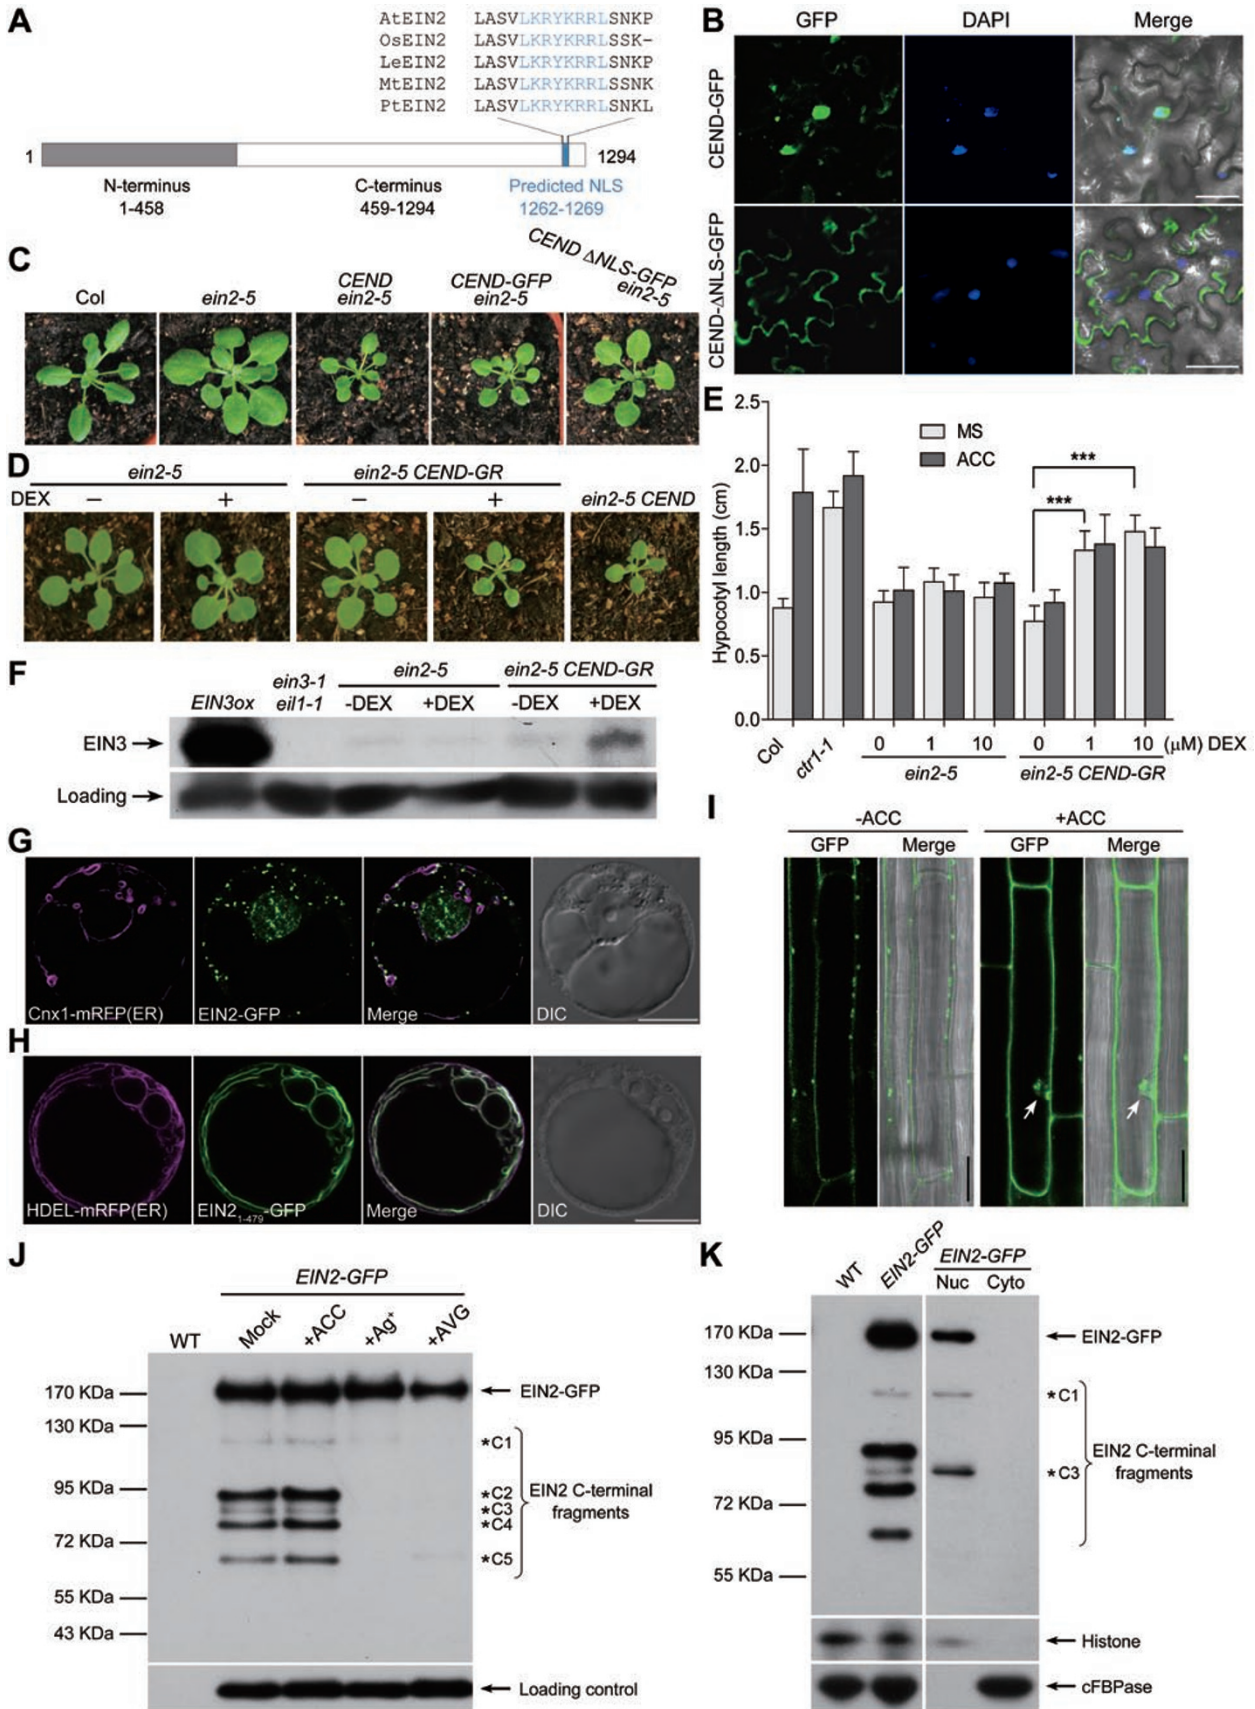 A
AtEIN2 LASVLKRYKRRLSNKP
OsEIN2 LASVLKRYKRRLSSK-
LeEIN2 LASVLKRYKRRLSNKP
MtEIN2 LASVLKRYKRRLSSNK
PtEIN2 LASVLKRYKRRLSNKL
1 1294
N-terminus C-terminus Predicted NLS
1-458 459-1294 1262-1269
B
GFP DAPI Merge
CEND-GFP
CEND-ΔNLS-GFP
C
Col
ein2-5
CEND
ein2-5
CEND-GFP
ein2-5
CEND ΔNLS-GFP
ein2-5
D
ein2-5 ein2-5 CEND-GR
DEX − + − + ein2-5 CEND
E
2.5
2.0
1.5
1.0
0.5
0.0
Hypocotyl length (cm)
MS
ACC
***
***
Col ctr1-1 0 1 10 0 1 10 (μM) DEX
ein2-5 ein2-5 CEND-GR
F
EIN3ox
ein3-1
eil1-1
ein2-5 ein2-5 CEND-GR
-DEX +DEX -DEX +DEX
EIN3
Loading
G
Cnx1-mRFP(ER) EIN2-GFP Merge DIC
H
HDEL-mRFP(ER) EIN21-479-GFP Merge DIC
I
-ACC +ACC
GFP Merge GFP Merge
J
EIN2-GFP
WT Mock +ACC +Ag+ +AVG
170 KDa
130 KDa
95 KDa
72 KDa
55 KDa
43 KDa
EIN2-GFP
*C1
*C2
*C3
*C4
*C5
EIN2 C-terminal
fragments
Loading control
K
WT EIN2-GFP
EIN2-GFP
Nuc Cyto
170 KDa
130 KDa
95 KDa
72 KDa
55 KDa
EIN2-GFP
*C1
*C3
EIN2 C-terminal
fragments
Histone
cFBPase